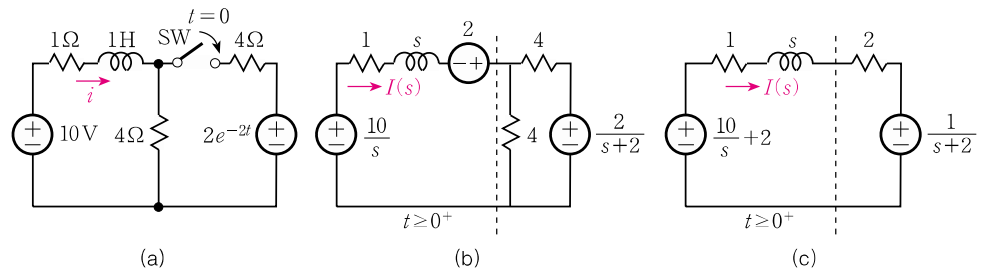 t=0
SW
1Ω 1H 4Ω
i
10V 4Ω 2e^{-2t}
(a)
2
1 s 4
I(s)
10/s 4 2/(s+2)
t≥0⁺
(b)
1 s 2
I(s)
10/s +2 1/(s+2)
t≥0⁺
(c)